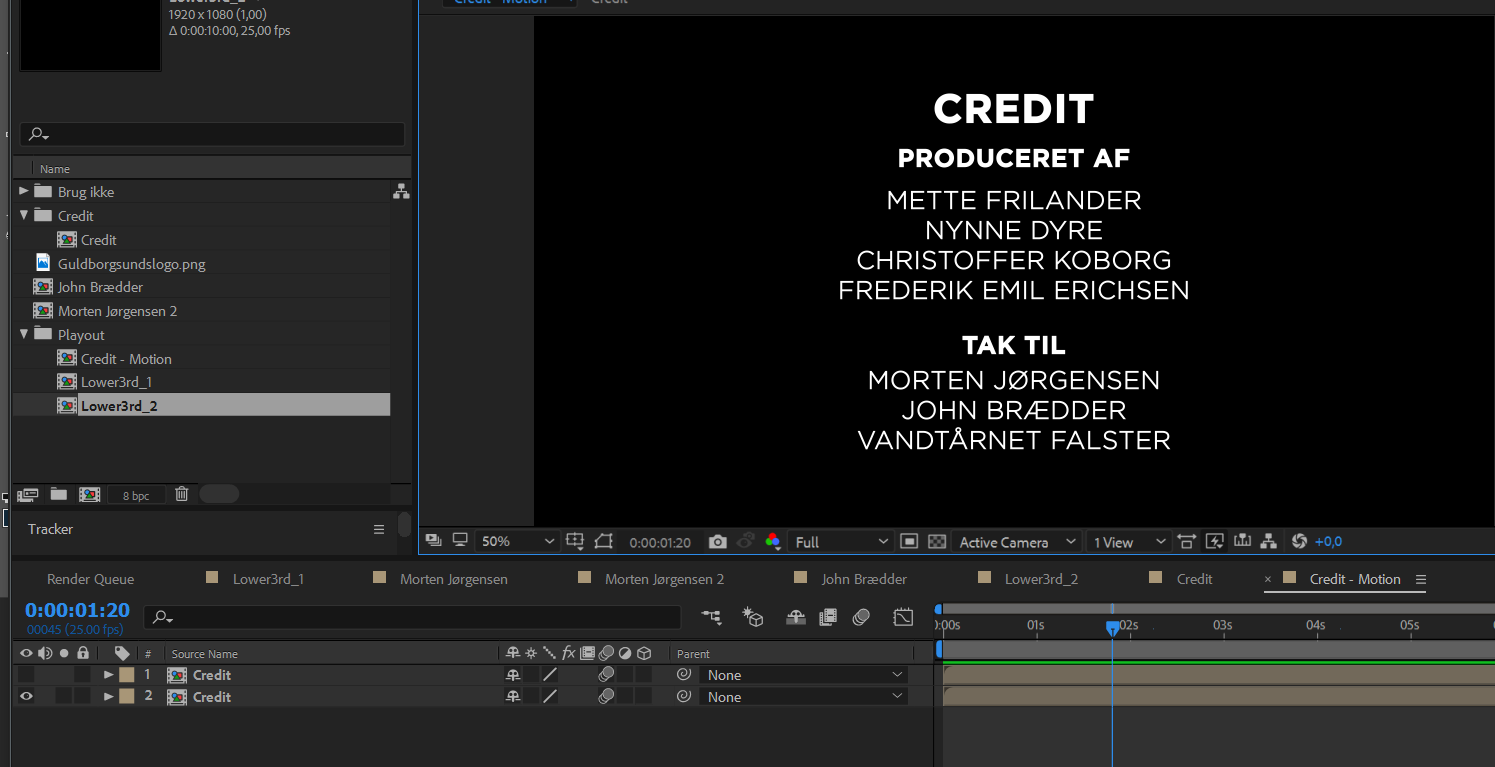 Lower3rd_2
1920 x 1080 (1,00)
Δ 0:00:10:00, 25,00 fps
Name
Brug ikke
Credit
Credit
Guldborgsundslogo.png
John Brædder
Morten Jørgensen 2
Playout
Credit - Motion
Lower3rd_1
Lower3rd_2
8 bpc
Tracker
Credit - Motion
Credit
CREDIT
PRODUCERET AF
METTE FRILANDER
NYNNE DYRE
CHRISTOFFER KOBORG
FREDERIK EMIL ERICHSEN
TAK TIL
MORTEN JØRGENSEN
JOHN BRÆDDER
VANDTÅRNET FALSTER
50% 0:00:01:20 Full Active Camera 1 View +0,0
Render Queue Lower3rd_1 Morten Jørgensen Morten Jørgensen 2 John Brædder Lower3rd_2 Credit × Credit - Motion
0:00:01:20
00045 (25.00 fps)
:00s 01s 02s 03s 04s 05s
# Source Name fx Parent
1 Credit None
2 Credit None